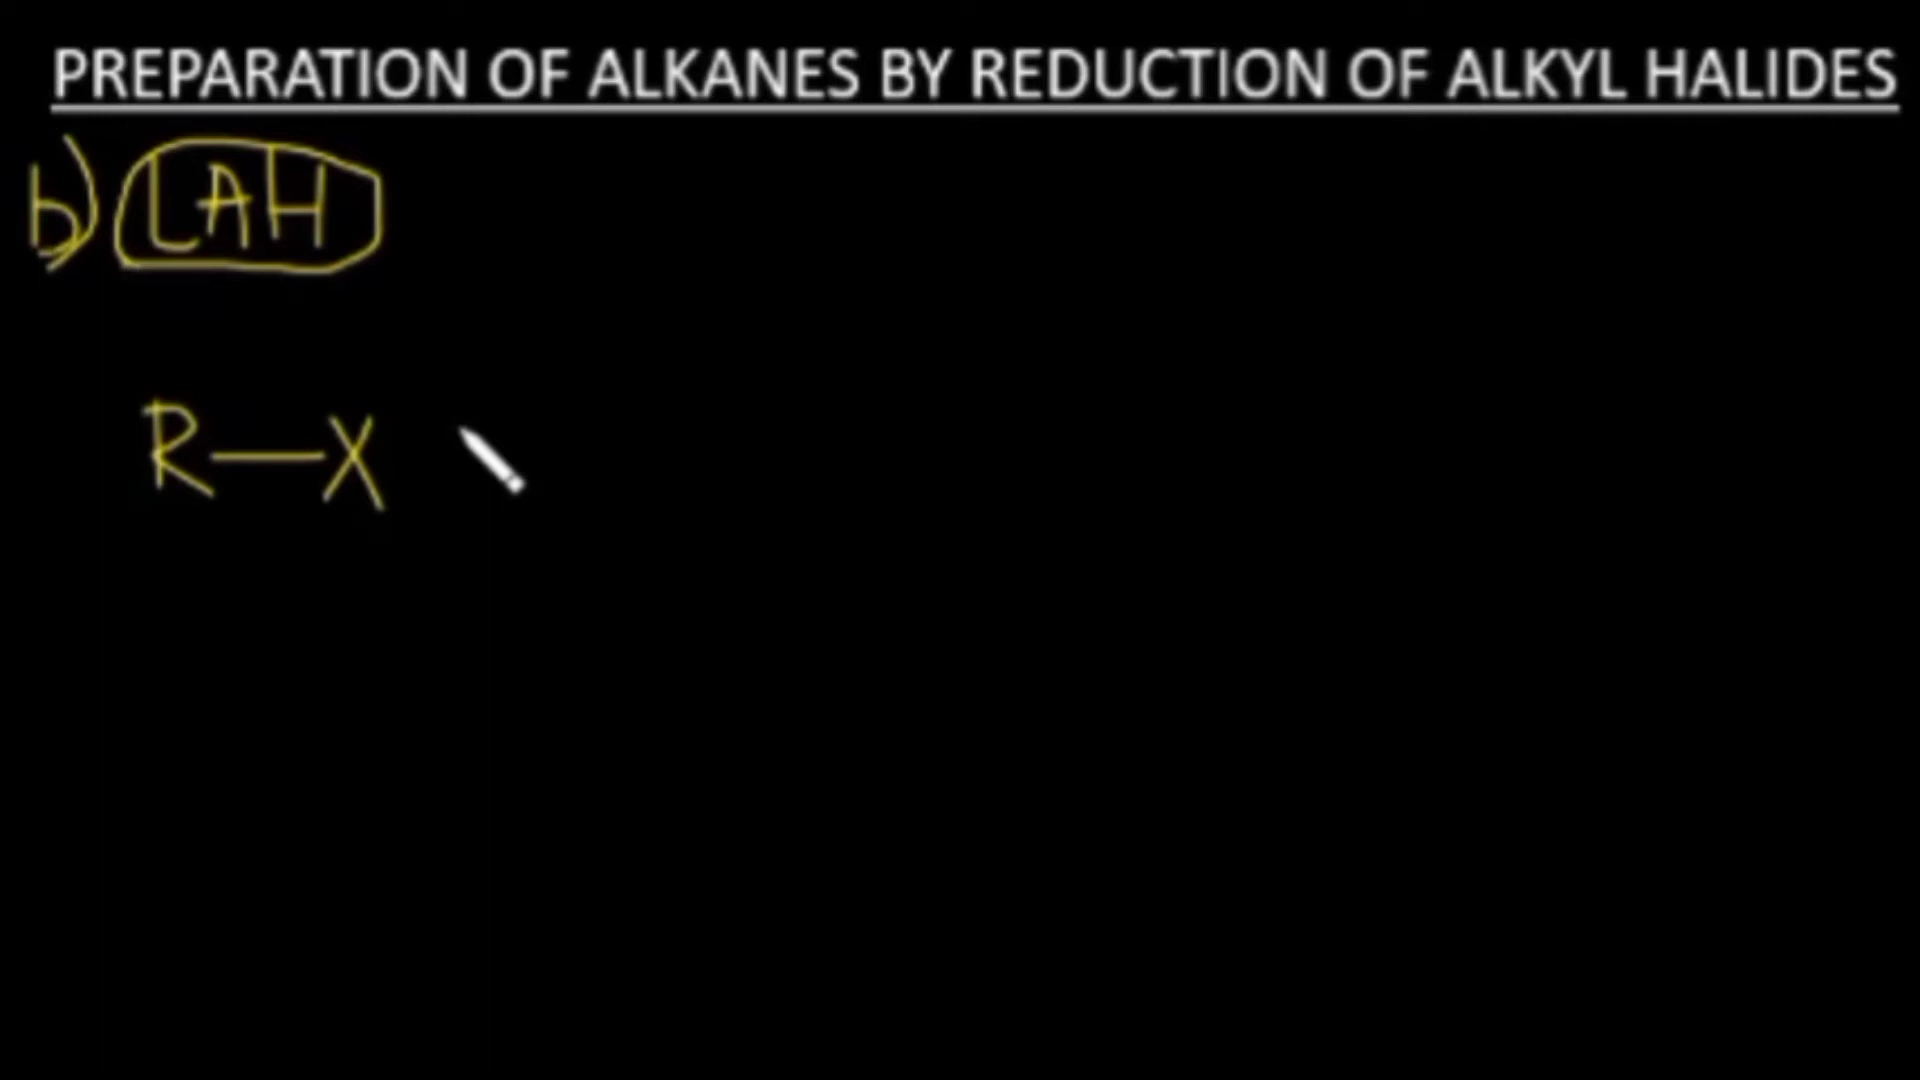 PREPARATION OF ALKANES BY REDUCTION OF ALKYL HALIDES
b) LAH
R—X